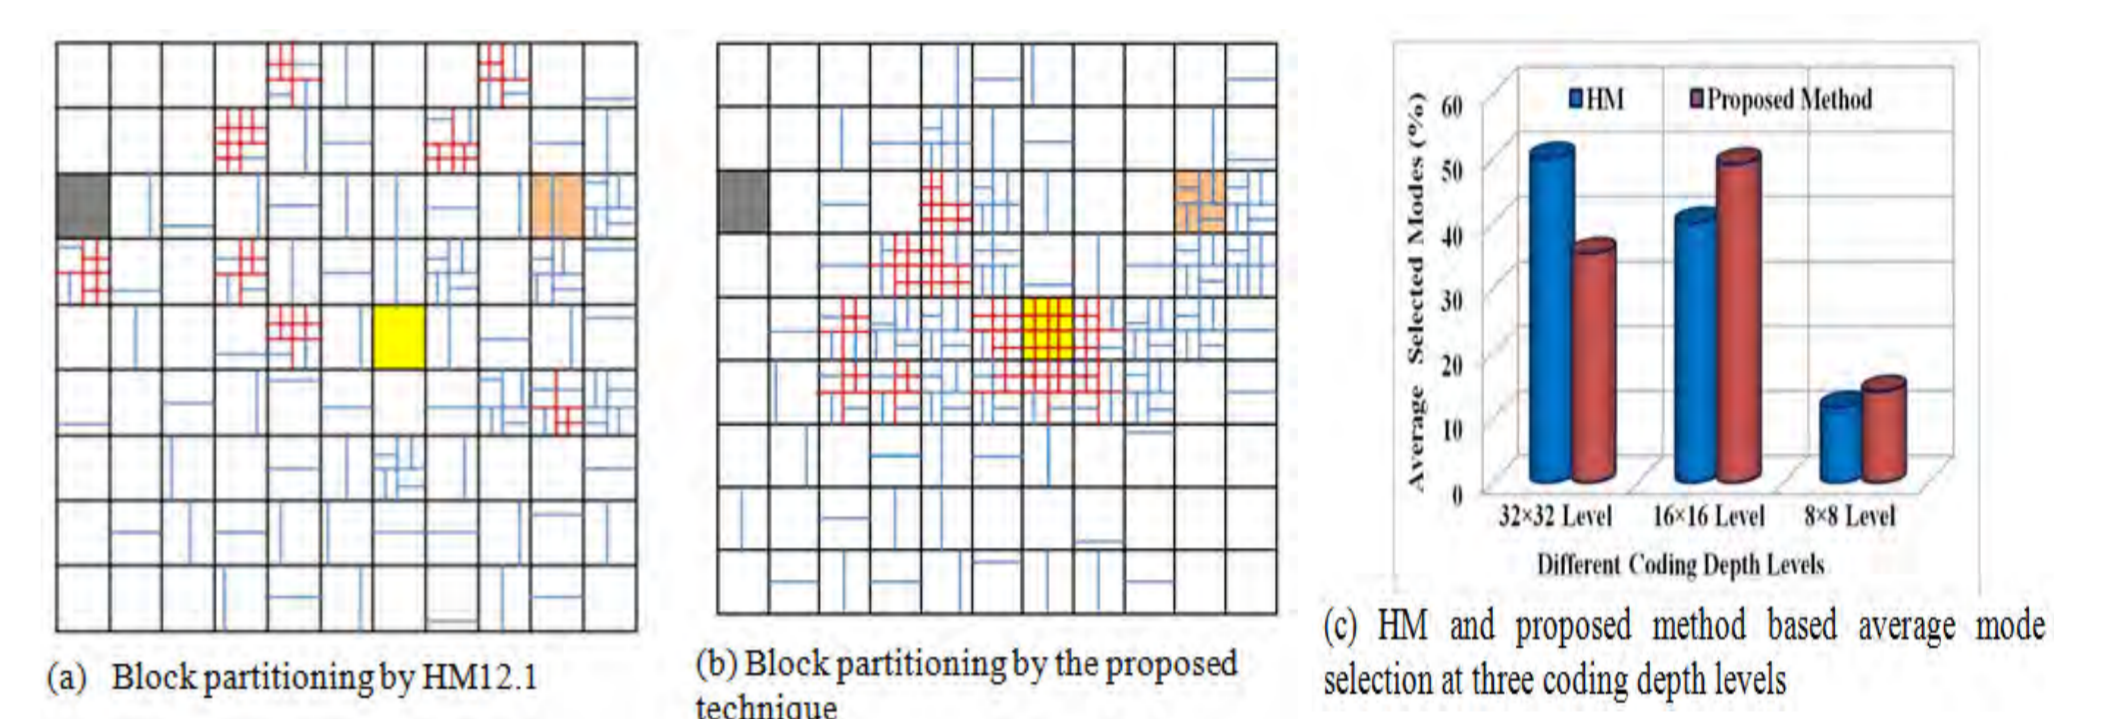 (a) Block partitioning by HM12.1
(b) Block partitioning by the proposed
technique
HM
Proposed Method
Average Selected Modes (%)
60
50
40
30
20
10
0
32×32 Level
16×16 Level
8×8 Level
Different Coding Depth Levels
(c) HM and proposed method based average mode
selection at three coding depth levels